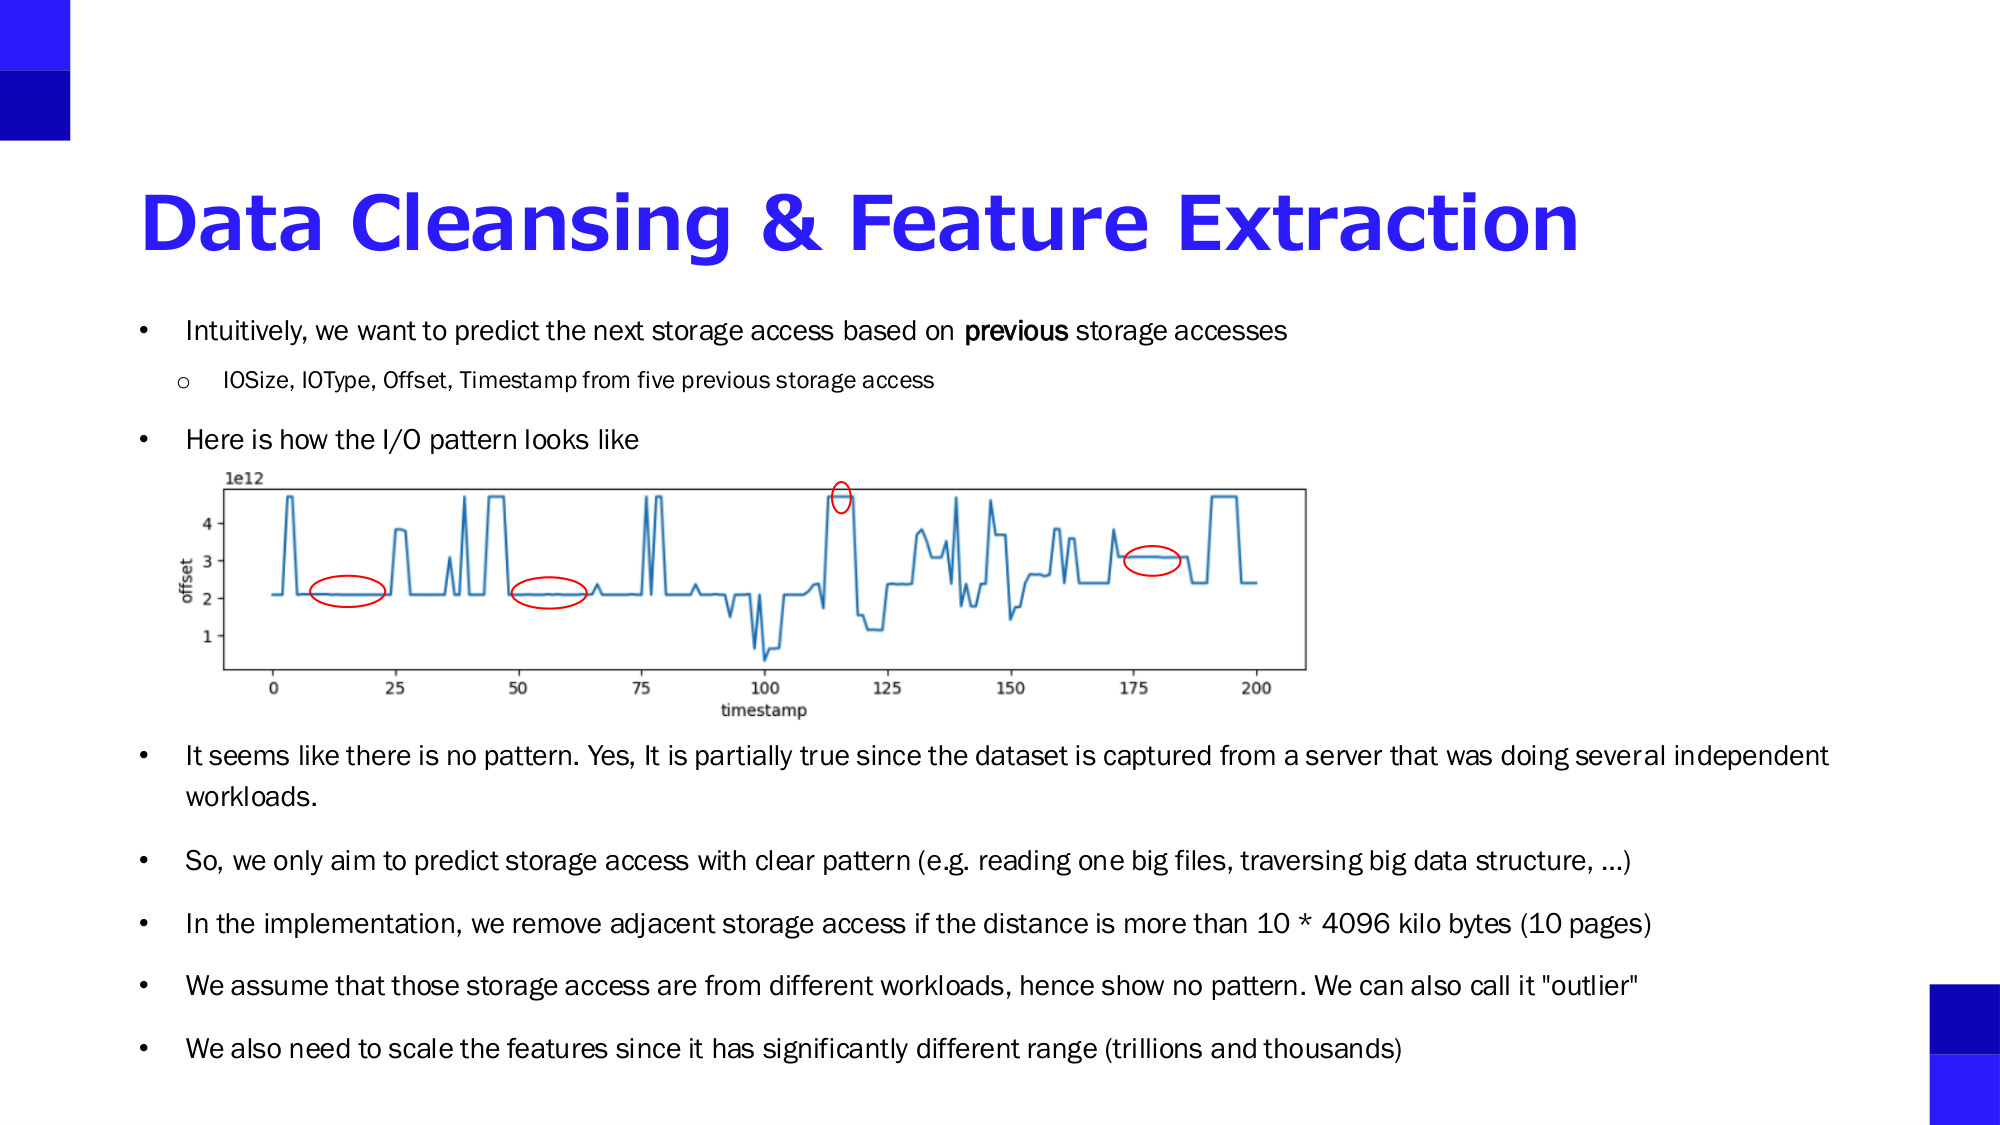 Data Cleansing & Feature Extraction
• Intuitively, we want to predict the next storage access based on previous storage accesses
○ IOSize, IOType, Offset, Timestamp from five previous storage access
• Here is how the I/O pattern looks like
1e12
4
3
2
1
offset
0 25 50 75 100 125 150 175 200
timestamp
• It seems like there is no pattern. Yes, It is partially true since the dataset is captured from a server that was doing several independent
workloads.
• So, we only aim to predict storage access with clear pattern (e.g. reading one big files, traversing big data structure, ...)
• In the implementation, we remove adjacent storage access if the distance is more than 10 * 4096 kilo bytes (10 pages)
• We assume that those storage access are from different workloads, hence show no pattern. We can also call it "outlier"
• We also need to scale the features since it has significantly different range (trillions and thousands)